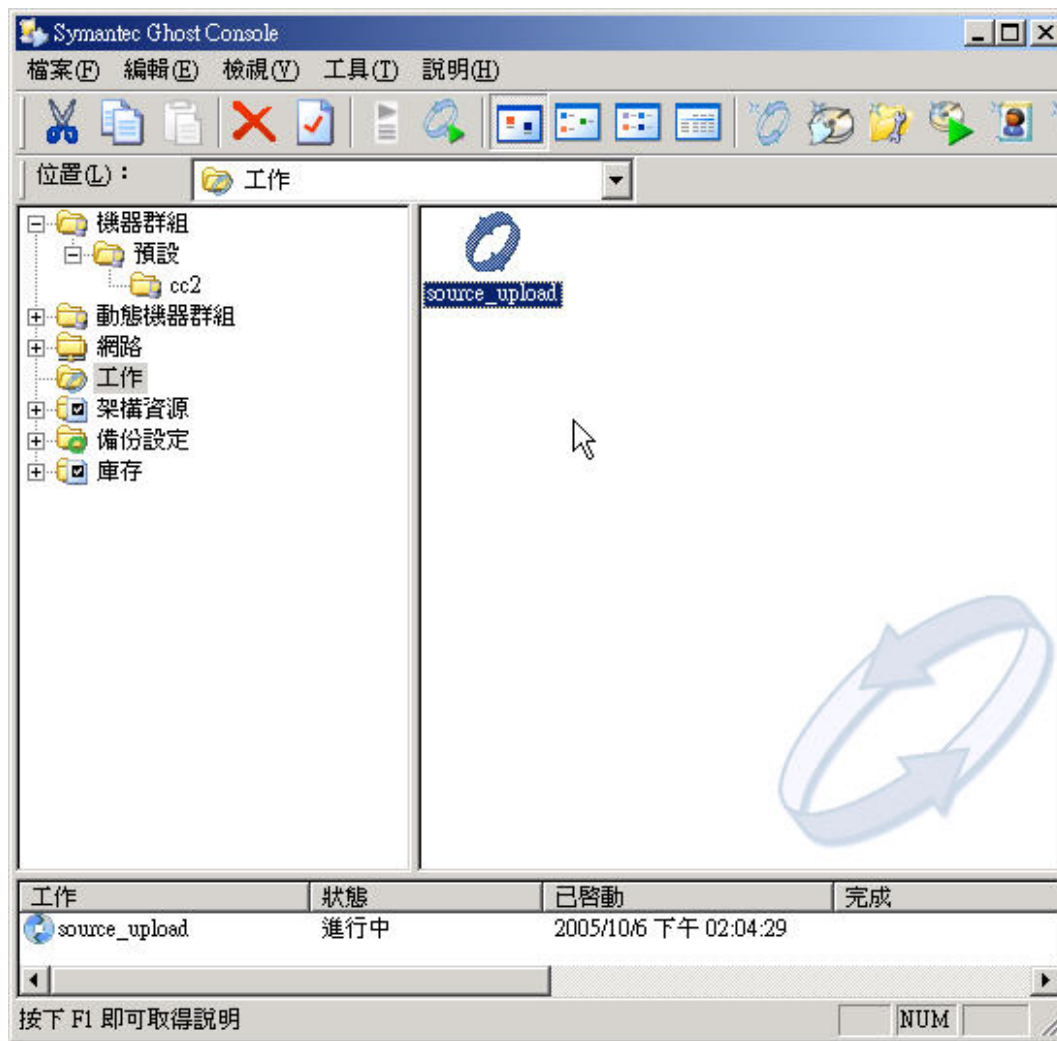 Symantec Ghost Console
檔案(F) 編輯(E) 檢視(V) 工具(T) 說明(H)
位置(L)： 工作
機器群組
預設
cc2
動態機器群組
網路
工作
架構資源
備份設定
庫存
source_upload
工作 狀態 已啓動 完成
source_upload 進行中 2005/10/6 下午 02:04:29
按下 F1 即可取得說明 NUM